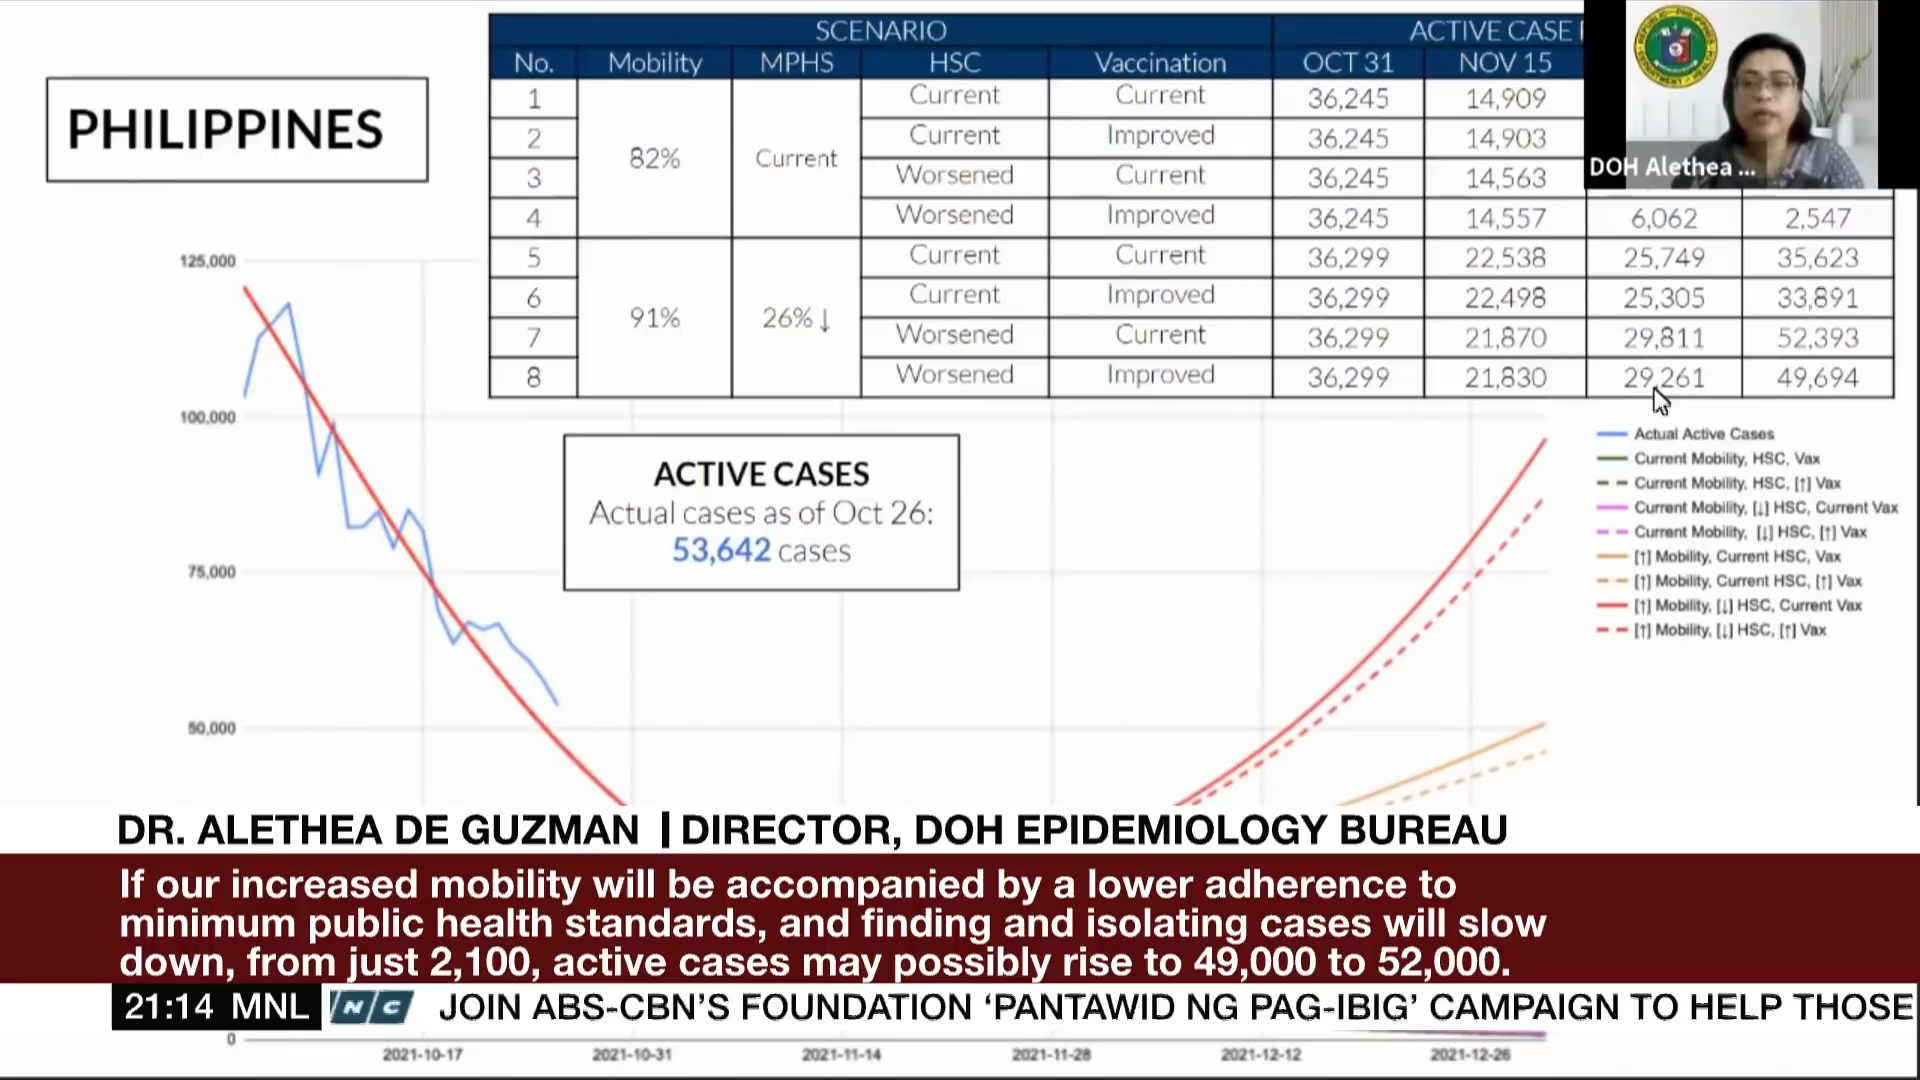 PHILIPPINES
SCENARIO ACTIVE CASE
No. Mobility MPHS HSC Vaccination OCT 31 NOV 15
1 82% Current Current Current 36,245 14,909
2 Current Improved 36,245 14,903
3 Worsened Current 36,245 14,563
4 Worsened Improved 36,245 14,557 6,062 2,547
5 91% 26%↓ Current Current 36,299 22,538 25,749 35,623
6 Current Improved 36,299 22,498 25,305 33,891
7 Worsened Current 36,299 21,870 29,811 52,393
8 Worsened Improved 36,299 21,830 29,261 49,694
DOH Alethea ...
125,000
100,000
75,000
50,000
0
ACTIVE CASES
Actual cases as of Oct 26:
53,642 cases
Actual Active Cases
Current Mobility, HSC, Vax
Current Mobility, HSC, [↑] Vax
Current Mobility, [↓] HSC, Current Vax
Current Mobility, [↓] HSC, [↑] Vax
[↑] Mobility, Current HSC, Vax
[↑] Mobility, Current HSC, [↑] Vax
[↑] Mobility, [↓] HSC, Current Vax
[↑] Mobility, [↓] HSC, [↑] Vax
DR. ALETHEA DE GUZMAN | DIRECTOR, DOH EPIDEMIOLOGY BUREAU
If our increased mobility will be accompanied by a lower adherence to
minimum public health standards, and finding and isolating cases will slow
down, from just 2,100, active cases may possibly rise to 49,000 to 52,000.
21:14 MNL NC JOIN ABS-CBN'S FOUNDATION 'PANTAWID NG PAG-IBIG' CAMPAIGN TO HELP THOSE
2021-10-17 2021-10-31 2021-11-14 2021-11-28 2021-12-12 2021-12-26